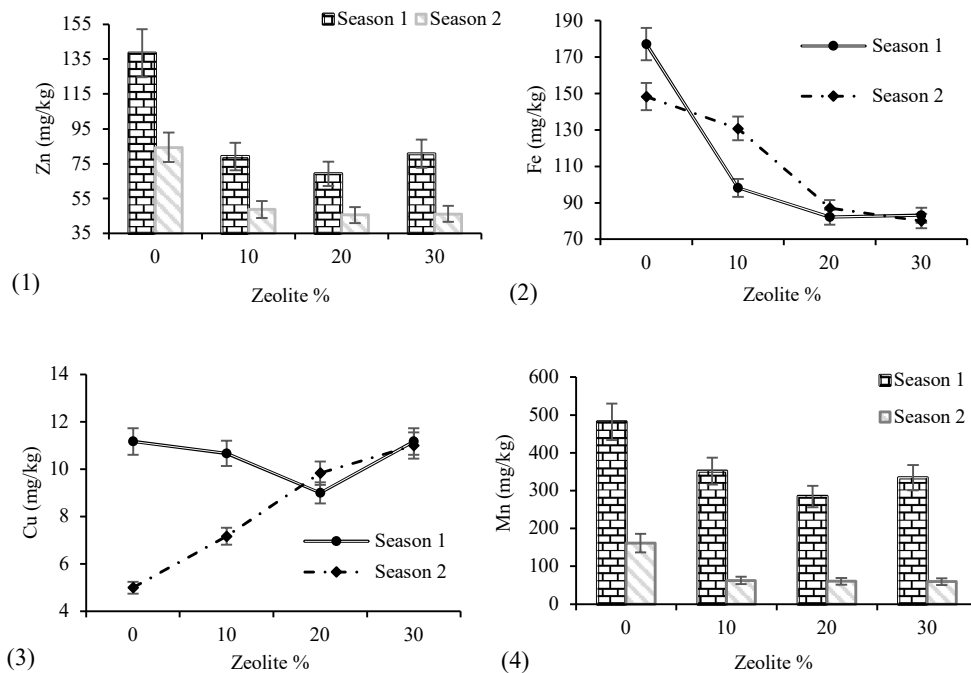 155
135
115
95
75
55
35
Zn (mg/kg)
Season 1 Season 2
0 10 20 30
Zeolite %
(1)
170
150
130
110
90
70
Fe (mg/kg)
Season 1
Season 2
0 10 20 30
Zeolite %
(2)
14
12
10
8
6
4
Cu (mg/kg)
Season 1
Season 2
0 10 20 30
Zeolite %
(3)
600
500
400
300
200
100
0
Mn (mg/kg)
Season 1
Season 2
0 10 20 30
Zeolite %
(4)